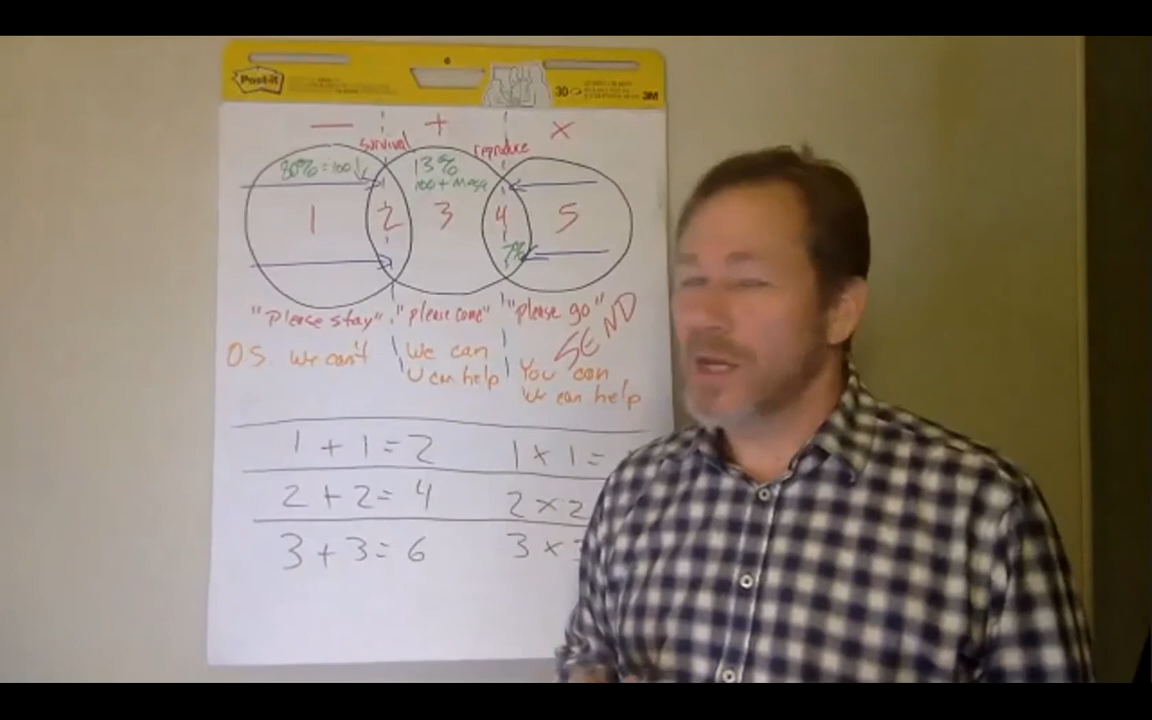 Post-it
30
3M
— + ×
survival reproduce
80% = 100 13%
100 +
1 2 3 4 5
7%
"Please stay" "please come" "please go"
SEND
O.S. We can't We can
U can help You can
We can help
1 + 1 = 2 1 × 1 =
2 + 2 = 4 2 × 2
3 + 3 = 6 3 ×